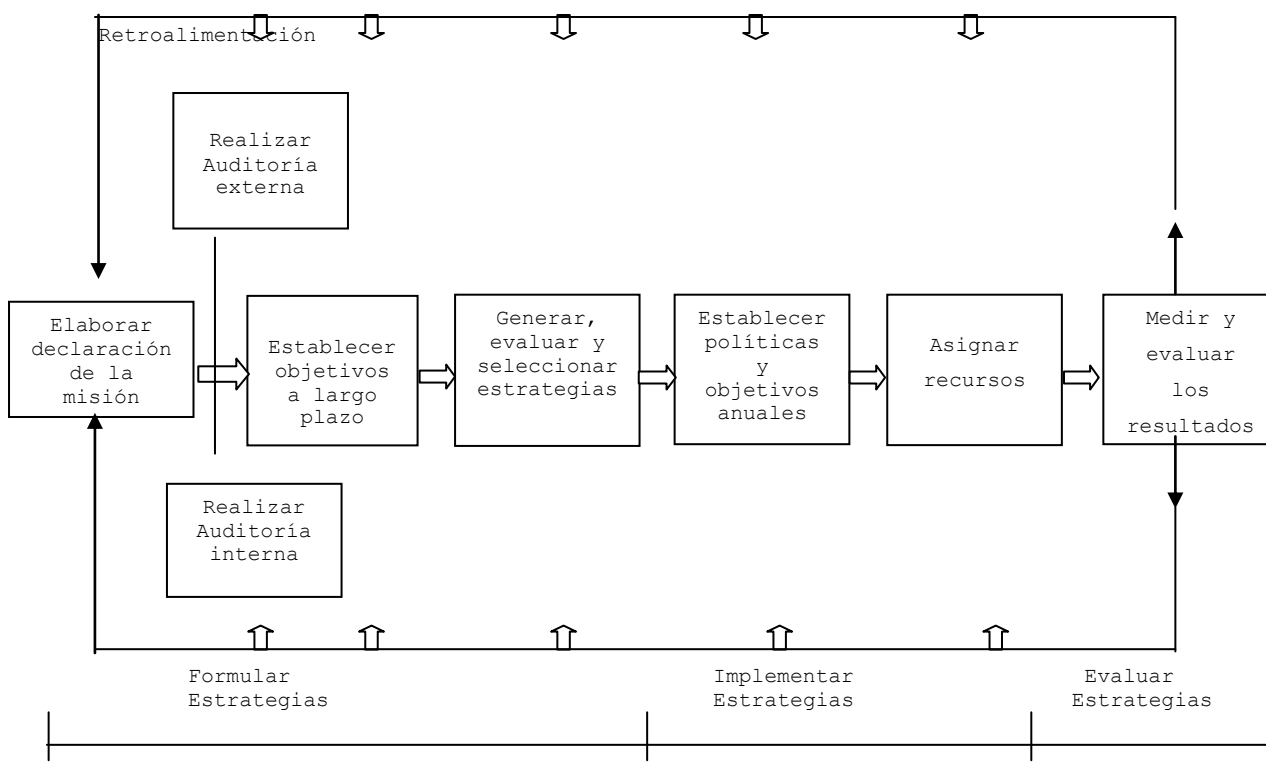 Retroalimentación
Realizar
Auditoría
externa
Elaborar
declaración
de la
misión
Establecer
objetivos
a largo
plazo
Generar,
evaluar y
seleccionar
estrategias
Establecer
políticas
y
objetivos
anuales
Asignar
recursos
Medir y
evaluar
los
resultados
Realizar
Auditoría
interna
Formular
Estrategias
Implementar
Estrategias
Evaluar
Estrategias